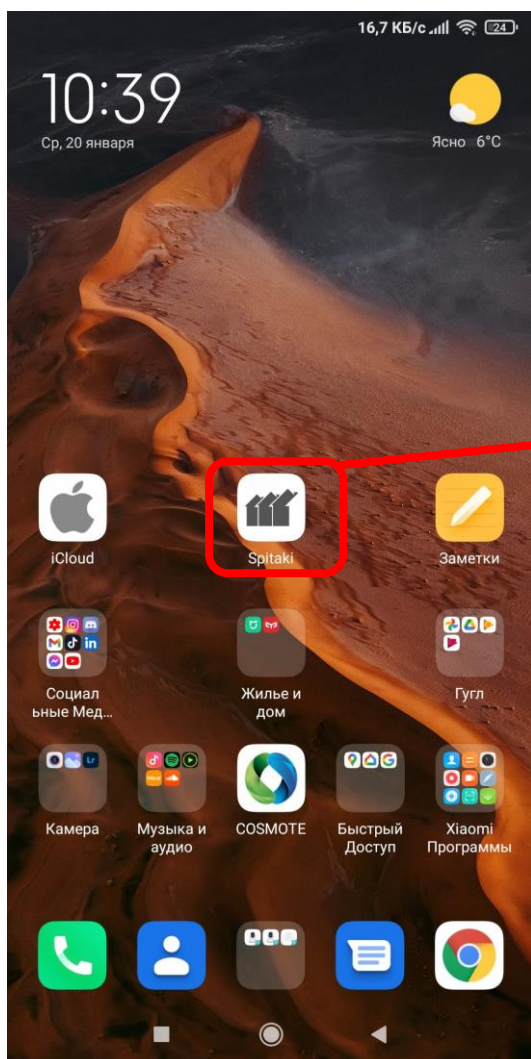 16,7 КБ/с 24
10:39
Ср, 20 января
Ясно 6°C
iCloud
Spitaki
Заметки
Социал
ьные Мед...
Жилье и
дом
Гугл
Lr
Камера
Музыка и
аудио
COSMOTE
Быстрый
Доступ
Xiaomi
Программы